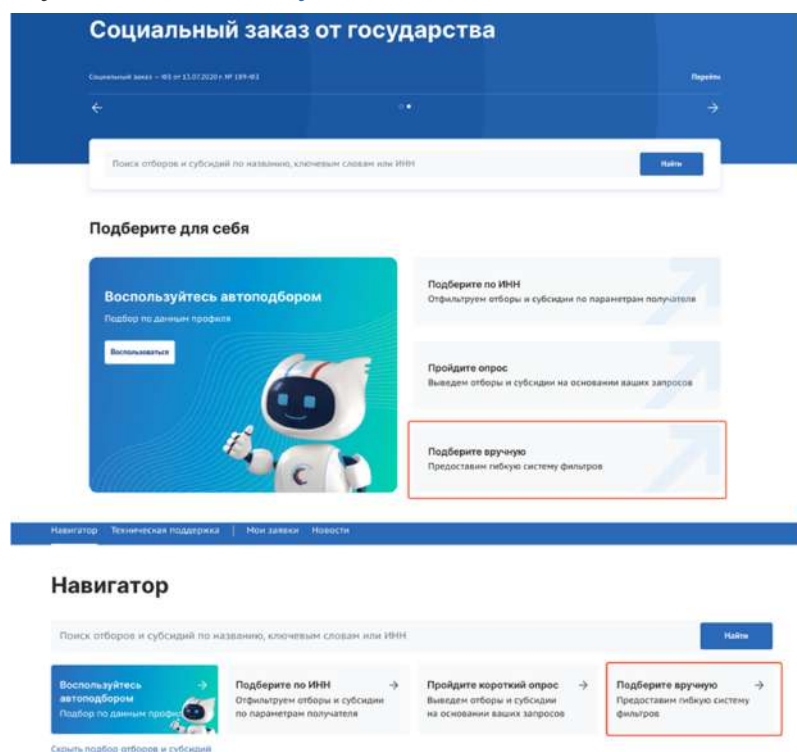 Социальный заказ от государства
Социальный заказ – ФЗ от 13.07.2020 г. № 189-ФЗ
Перейти
Поиск отборов и субсидий по названию, ключевым словам или ИНН
Найти
Подберите для себя
Воспользуйтесь автоподбором
Подбор по данным профиля
Воспользоваться
Подберите по ИНН
Отфильтруем отборы и субсидии по параметрам получателя
Пройдите опрос
Выведем отборы и субсидии на основании ваших запросов
Подберите вручную
Предоставим гибкую систему фильтров
Навигатор Техническая поддержка | Мои заявки Новости
Навигатор
Поиск отборов и субсидий по названию, ключевым словам или ИНН
Найти
Воспользуйтесь
автоподбором
Подбор по данным профиля
Подберите по ИНН
Отфильтруем отборы и субсидии
по параметрам получателя
Пройдите короткий опрос
Выведем отборы и субсидии
на основании ваших запросов
Подберите вручную
Предоставим гибкую систему
фильтров
Скрыть подбор отборов и субсидий